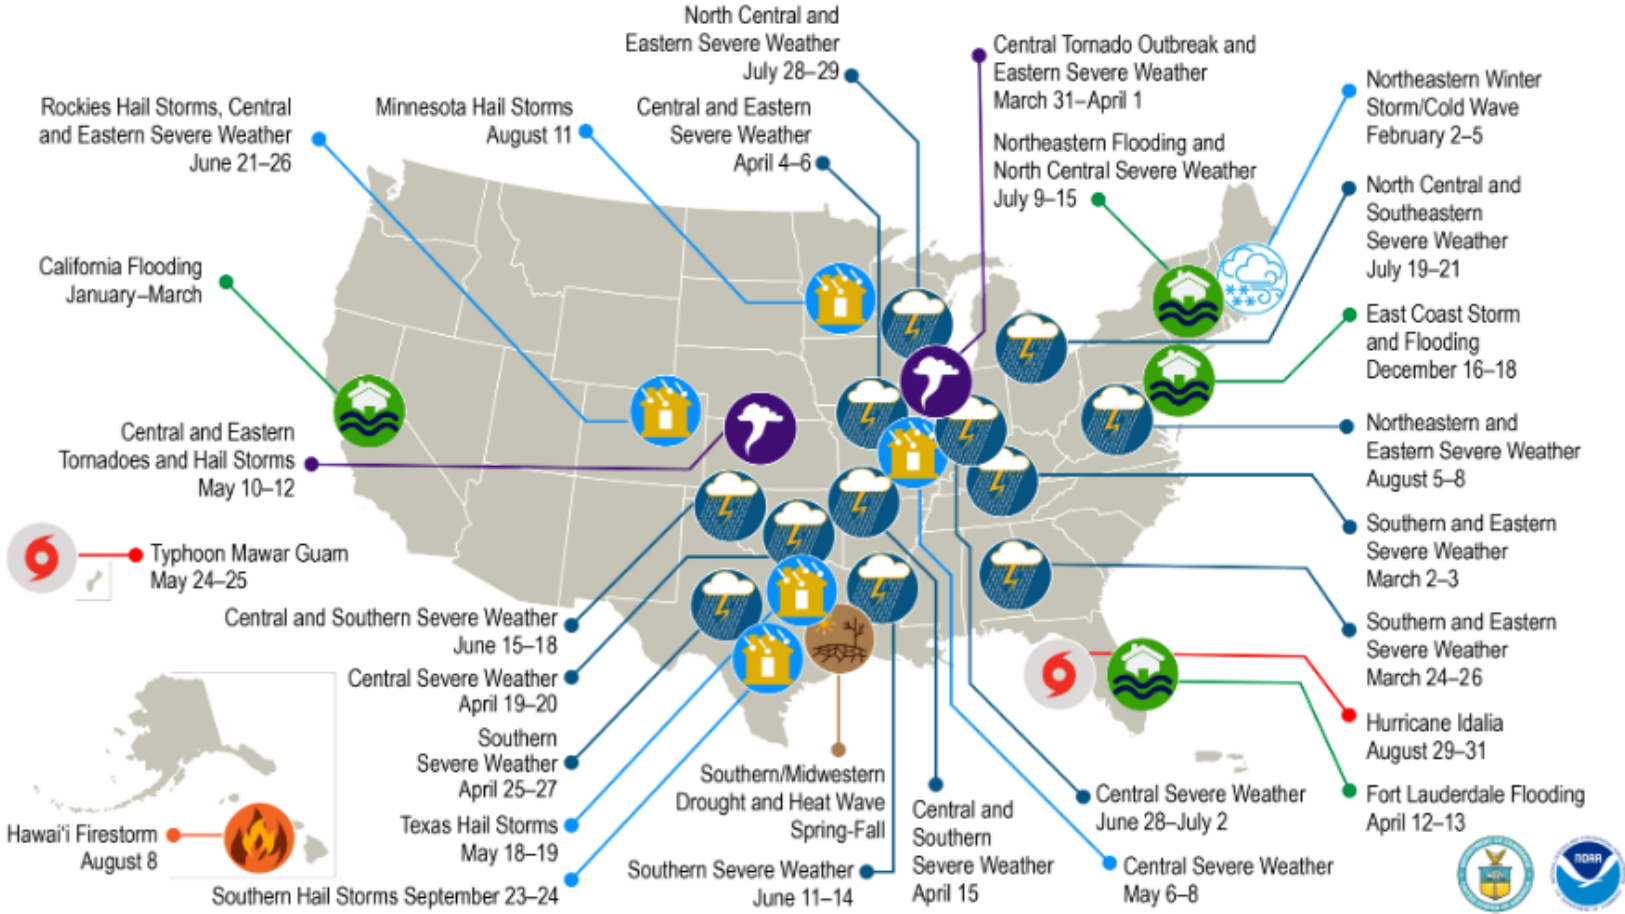 North Central and
Eastern Severe Weather
July 28–29
Central Tornado Outbreak and
Eastern Severe Weather
March 31–April 1
Northeastern Winter
Storm/Cold Wave
February 2–5
Rockies Hail Storms, Central
and Eastern Severe Weather
June 21–26
Minnesota Hail Storms
August 11
Central and Eastern
Severe Weather
April 4–6
Northeastern Flooding and
North Central Severe Weather
July 9–15
North Central and
Southeastern
Severe Weather
July 19–21
California Flooding
January–March
East Coast Storm
and Flooding
December 16–18
Central and Eastern
Tornadoes and Hail Storms
May 10–12
Northeastern and
Eastern Severe Weather
August 5–8
Southern and Eastern
Severe Weather
March 2–3
Typhoon Mawar Guam
May 24–25
Central and Southern Severe Weather
June 15–18
Southern and Eastern
Severe Weather
March 24–26
Central Severe Weather
April 19–20
Southern
Severe Weather
April 25–27
Hurricane Idalia
August 29–31
Texas Hail Storms
May 18–19
Southern/Midwestern
Drought and Heat Wave
Spring-Fall
Central and
Southern
Severe Weather
April 15
Central Severe Weather
June 28–July 2
Fort Lauderdale Flooding
April 12–13
Hawai'i Firestorm
August 8
Southern Hail Storms September 23–24
Southern Severe Weather
June 11–14
Central Severe Weather
May 6–8
NOAA